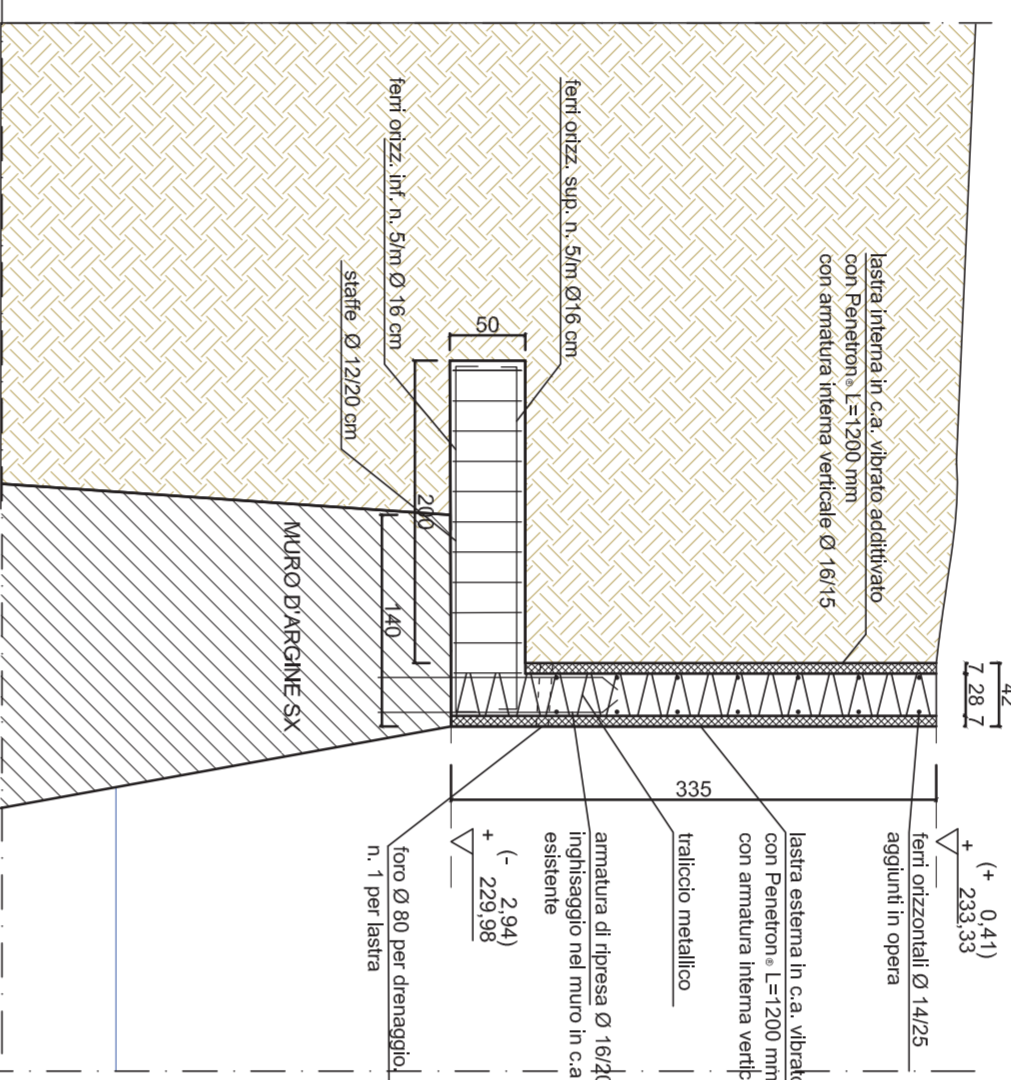 lastra interna in c.a. vibrato addittivato
con Penetron® L=1200 mm
con armatura interna verticale Ø 16/15
ferri orizz. sup. n. 5/m Ø16 cm
ferri orizz. inf. n. 5/m Ø 16 cm
staffe Ø 12/20 cm
50
200
140
MURO D'ARGINE SX
42
7 28 7
335
(+ 0,41)
+ 233,33
ferri orizzontali Ø 14/25
aggiunti in opera
lastra esterna in c.a. vibrato
con Penetron® L=1200 mm
con armatura interna vertic
traliccio metallico
armatura di ripresa Ø 16/20
inghisaggio nel muro in c.a
esistente
(- 2,94)
+ 229,98
foro Ø 80 per drenaggio,
n. 1 per lastra